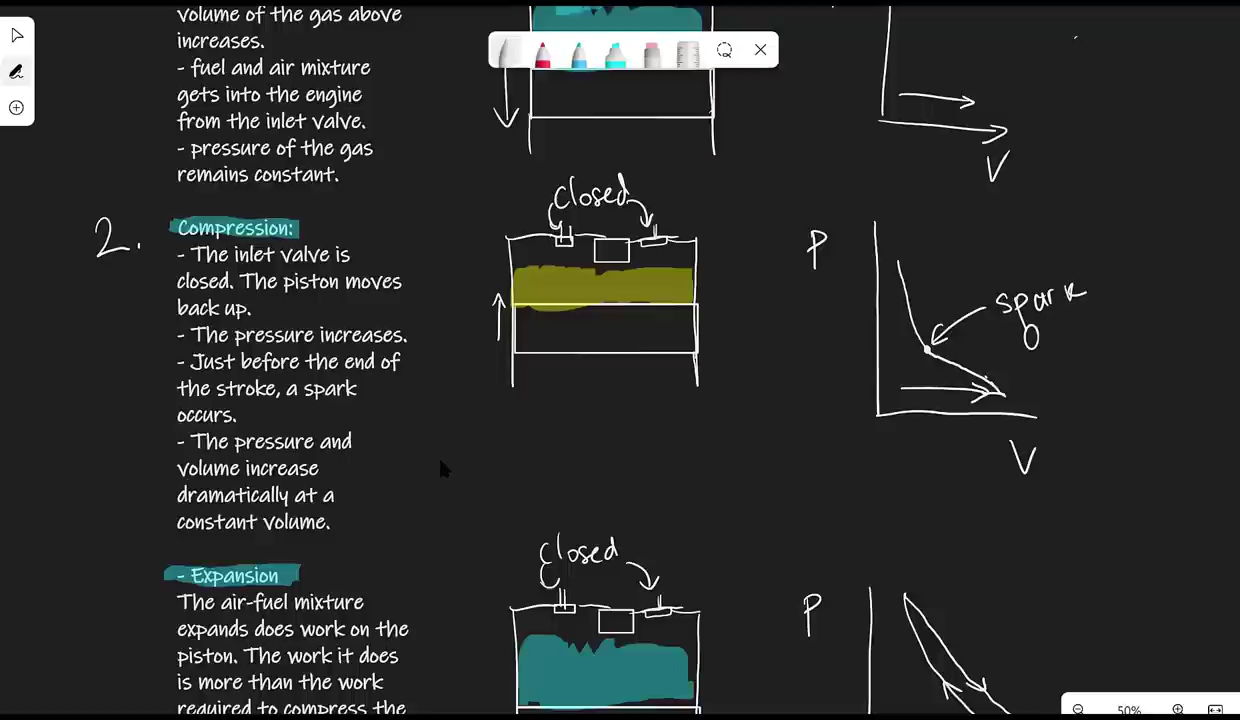 volume of the gas above
increases.
- fuel and air mixture
gets into the engine
from the inlet valve.
- pressure of the gas
remains constant.
V
closed
2.
Compression:
- The inlet valve is
closed. The piston moves
back up.
- The pressure increases.
- Just before the end of
the stroke, a spark
occurs.
- The pressure and
volume increase
dramatically at a
constant volume.
P
spark
V
closed
- Expansion
The air-fuel mixture
expands does work on the
piston. The work it does
is more than the work
required to compress the
P
50%